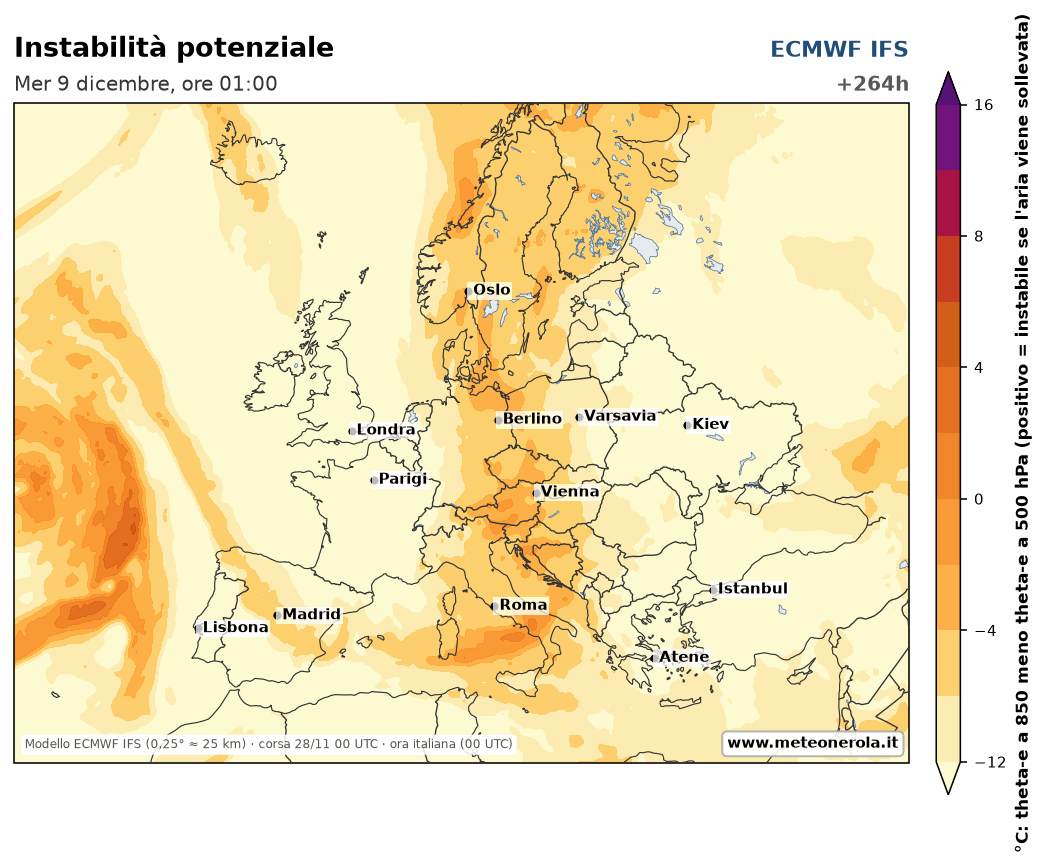 Instabilità potenziale
ECMWF IFS
Mer 9 dicembre, ore 01:00
+264h
Oslo
Berlino
Varsavia
Kiev
Londra
Parigi
Vienna
Istanbul
Roma
Madrid
Lisbona
Atene
Modello ECMWF IFS (0,25° ≈ 25 km) · corsa 28/11 00 UTC · ora italiana (00 UTC)
www.meteonerola.it
16
8
4
0
−4
−12
°C: theta-e a 850 meno theta-e a 500 hPa (positivo = instabile se l'aria viene sollevata)